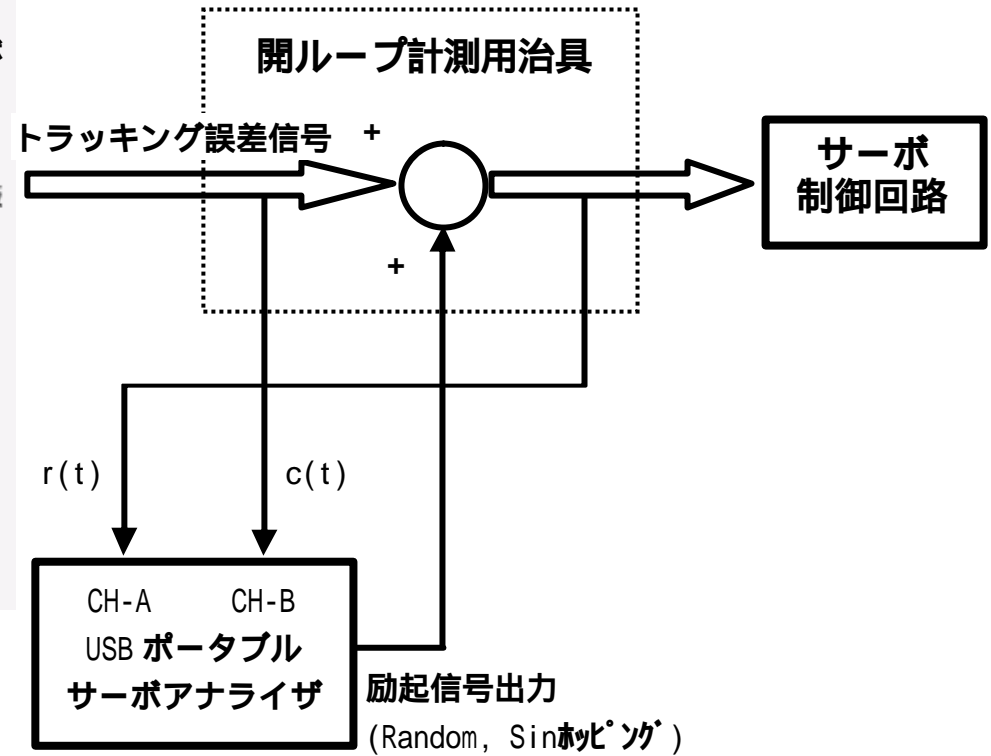 開ループ計測用治具
トラッキング誤差信号 +
サーボ
制御回路
+
r(t)
c(t)
CH-A CH-B
USB ポータブル
サーボアナライザ
励起信号出力
(Random, Sinﾎｯﾋﾟﾝｸﾞ)